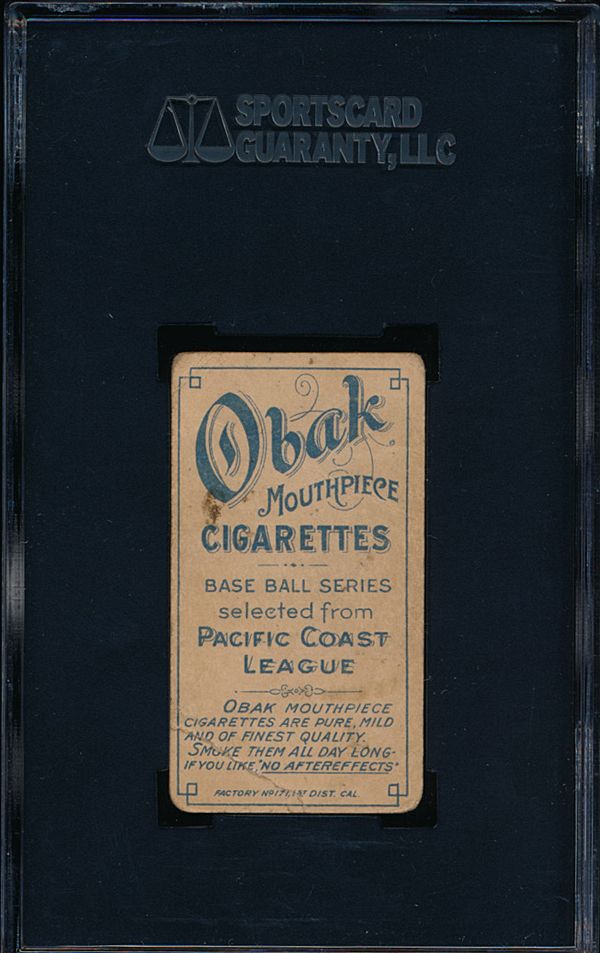 SPORTSCARD
GUARANTY, LLC
Obak
MOUTHPIECE
CIGARETTES
BASE BALL SERIES
selected from
PACIFIC COAST
LEAGUE
OBAK MOUTHPIECE
CIGARETTES ARE PURE, MILD
AND OF FINEST QUALITY.
SMOKE THEM ALL DAY LONG-
IF YOU LIKE, "NO AFTEREFFECTS"
FACTORY Nº 171, 1ST DIST. CAL.